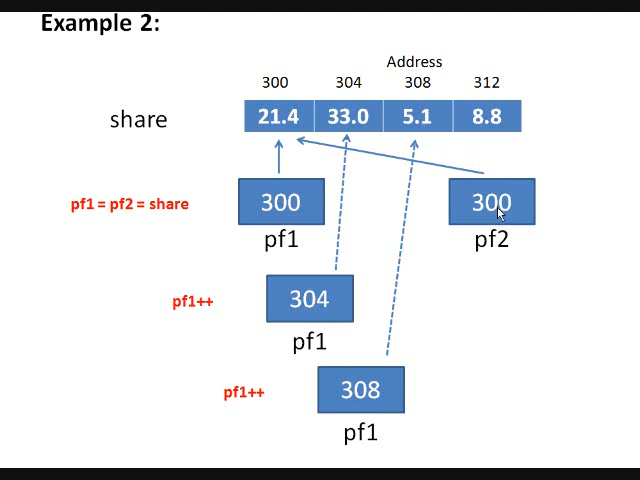 Example 2:
Address
300 304 308 312
share 21.4 33.0 5.1 8.8
pf1 = pf2 = share 300 300
pf1 pf2
pf1++ 304
pf1
pf1++ 308
pf1